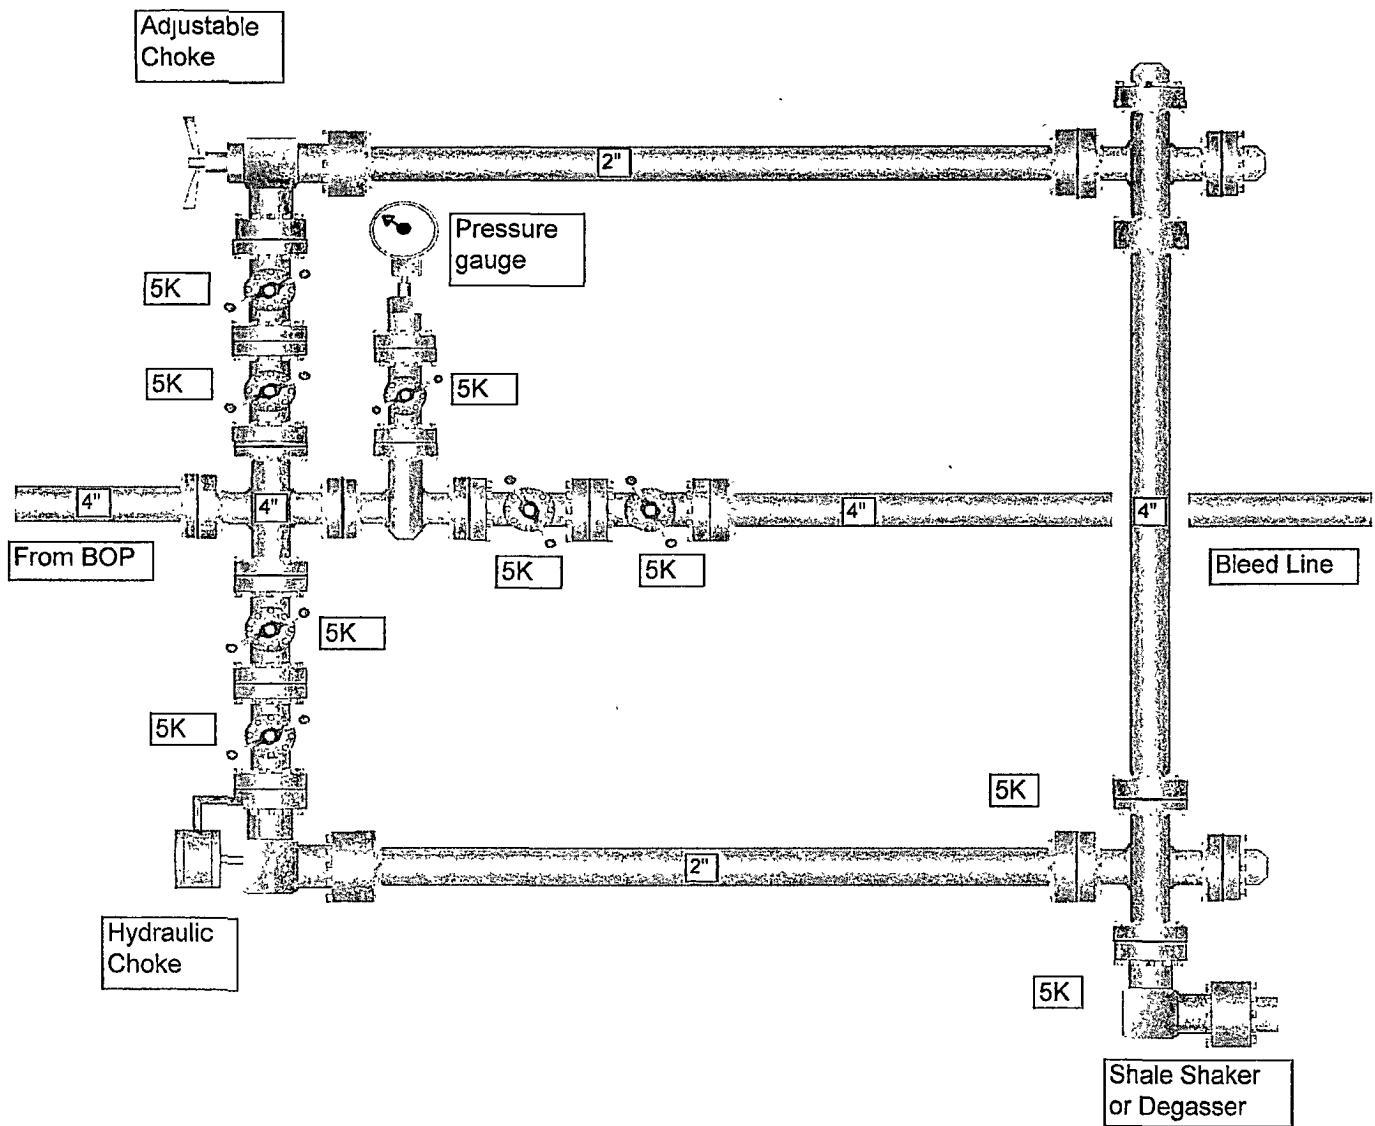 Adjustable
Choke
2"
Pressure
gauge
5K
5K
5K
4"
4"
4"
4"
From BOP
5K
5K
Bleed Line
5K
5K
5K
2"
Hydraulic
Choke
5K
Shale Shaker
or Degasser